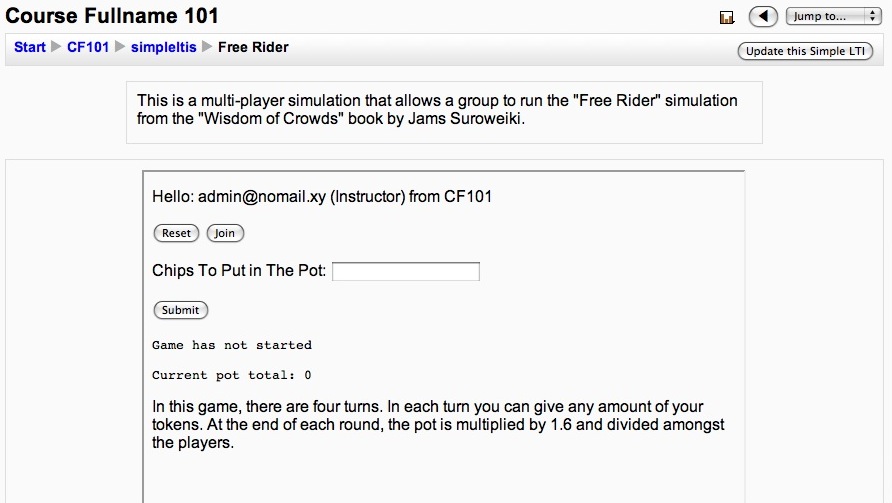 Course Fullname 101
Jump to...
Start CF101 simpleltis Free Rider
Update this Simple LTI
This is a multi-player simulation that allows a group to run the "Free Rider" simulation
from the "Wisdom of Crowds" book by Jams Suroweiki.
Hello: admin@nomail.xy (Instructor) from CF101
Reset Join
Chips To Put in The Pot:
Submit
Game has not started
Current pot total: 0
In this game, there are four turns. In each turn you can give any amount of your
tokens. At the end of each round, the pot is multiplied by 1.6 and divided amongst
the players.